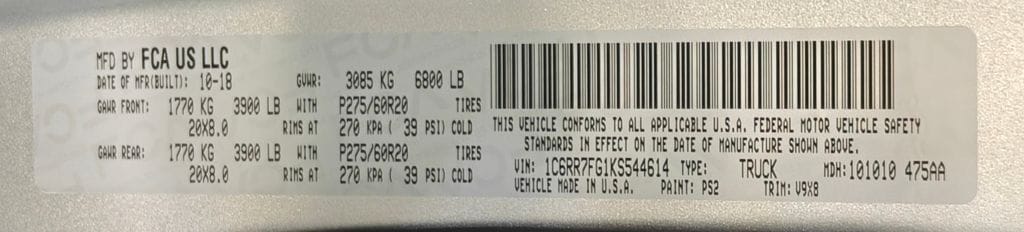 MFD BY FCA US LLC
DATE OF MFR(BUILT): 10-18 GVWR: 3085 KG 6800 LB
GAWR FRONT: 1770 KG 3900 LB WITH P275/60R20 TIRES
20X8.0 RIMS AT 270 KPA ( 39 PSI) COLD
GAWR REAR: 1770 KG 3900 LB WITH P275/60R20 TIRES
20X8.0 RIMS AT 270 KPA ( 39 PSI) COLD
THIS VEHICLE CONFORMS TO ALL APPLICABLE U.S.A. FEDERAL MOTOR VEHICLE SAFETY
STANDARDS IN EFFECT ON THE DATE OF MANUFACTURE SHOWN ABOVE.
VIN: 1C6RR7FG1KS544614 TYPE: TRUCK MDH: 101010 475AA
VEHICLE MADE IN U.S.A. PAINT: PS2 TRIM: V9X8